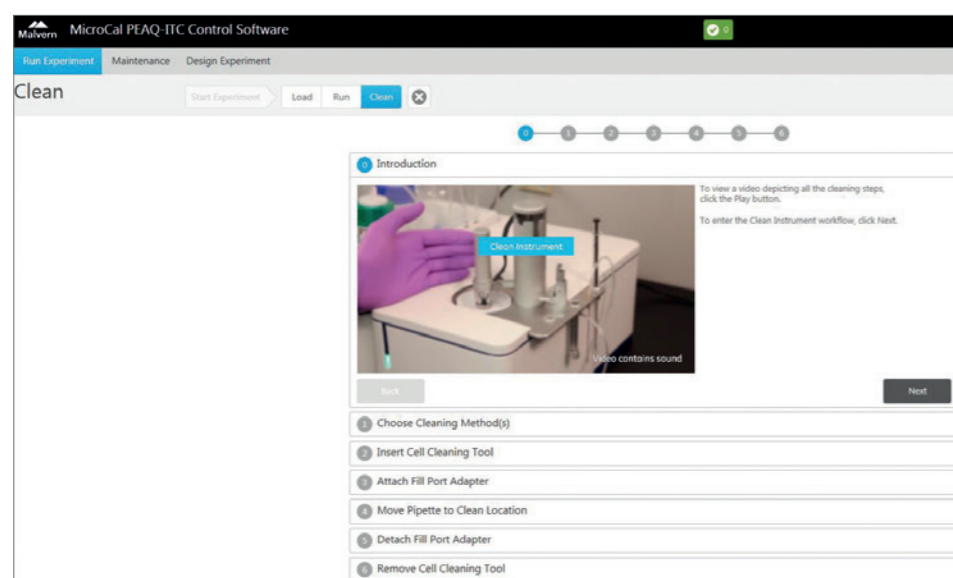 Malvern MicroCal PEAQ-ITC Control Software
0
Run Experiment Maintenance Design Experiment
Clean
Start Experiment Load Run Clean
0 1 2 3 4 5 6
0 Introduction
Clean Instrument
Video contains sound
To view a video depicting all the cleaning steps,
click the Play button.
To enter the Clean Instrument workflow, click Next.
Back Next
1 Choose Cleaning Method(s)
2 Insert Cell Cleaning Tool
3 Attach Fill Port Adapter
4 Move Pipette to Clean Location
5 Detach Fill Port Adapter
6 Remove Cell Cleaning Tool